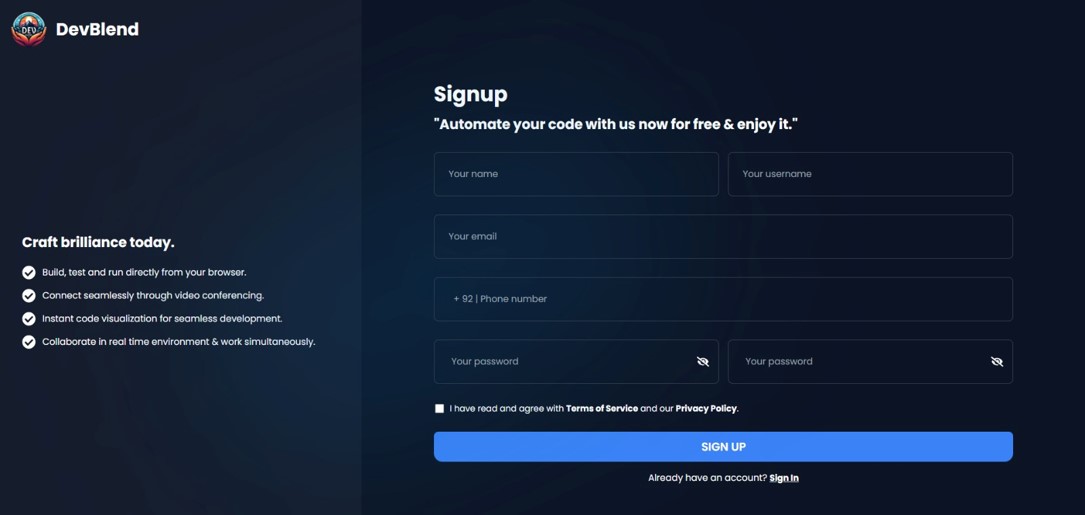 DEV
DevBlend
Craft brilliance today.
Build, test and run directly from your browser.
Connect seamlessly through video conferencing.
Instant code visualization for seamless development.
Collaborate in real time environment & work simultaneously.
Signup
"Automate your code with us now for free & enjoy it."
Your name
Your username
Your email
+ 92 | Phone number
Your password
Your password
I have read and agree with Terms of Service and our Privacy Policy.
SIGN UP
Already have an account? Sign In